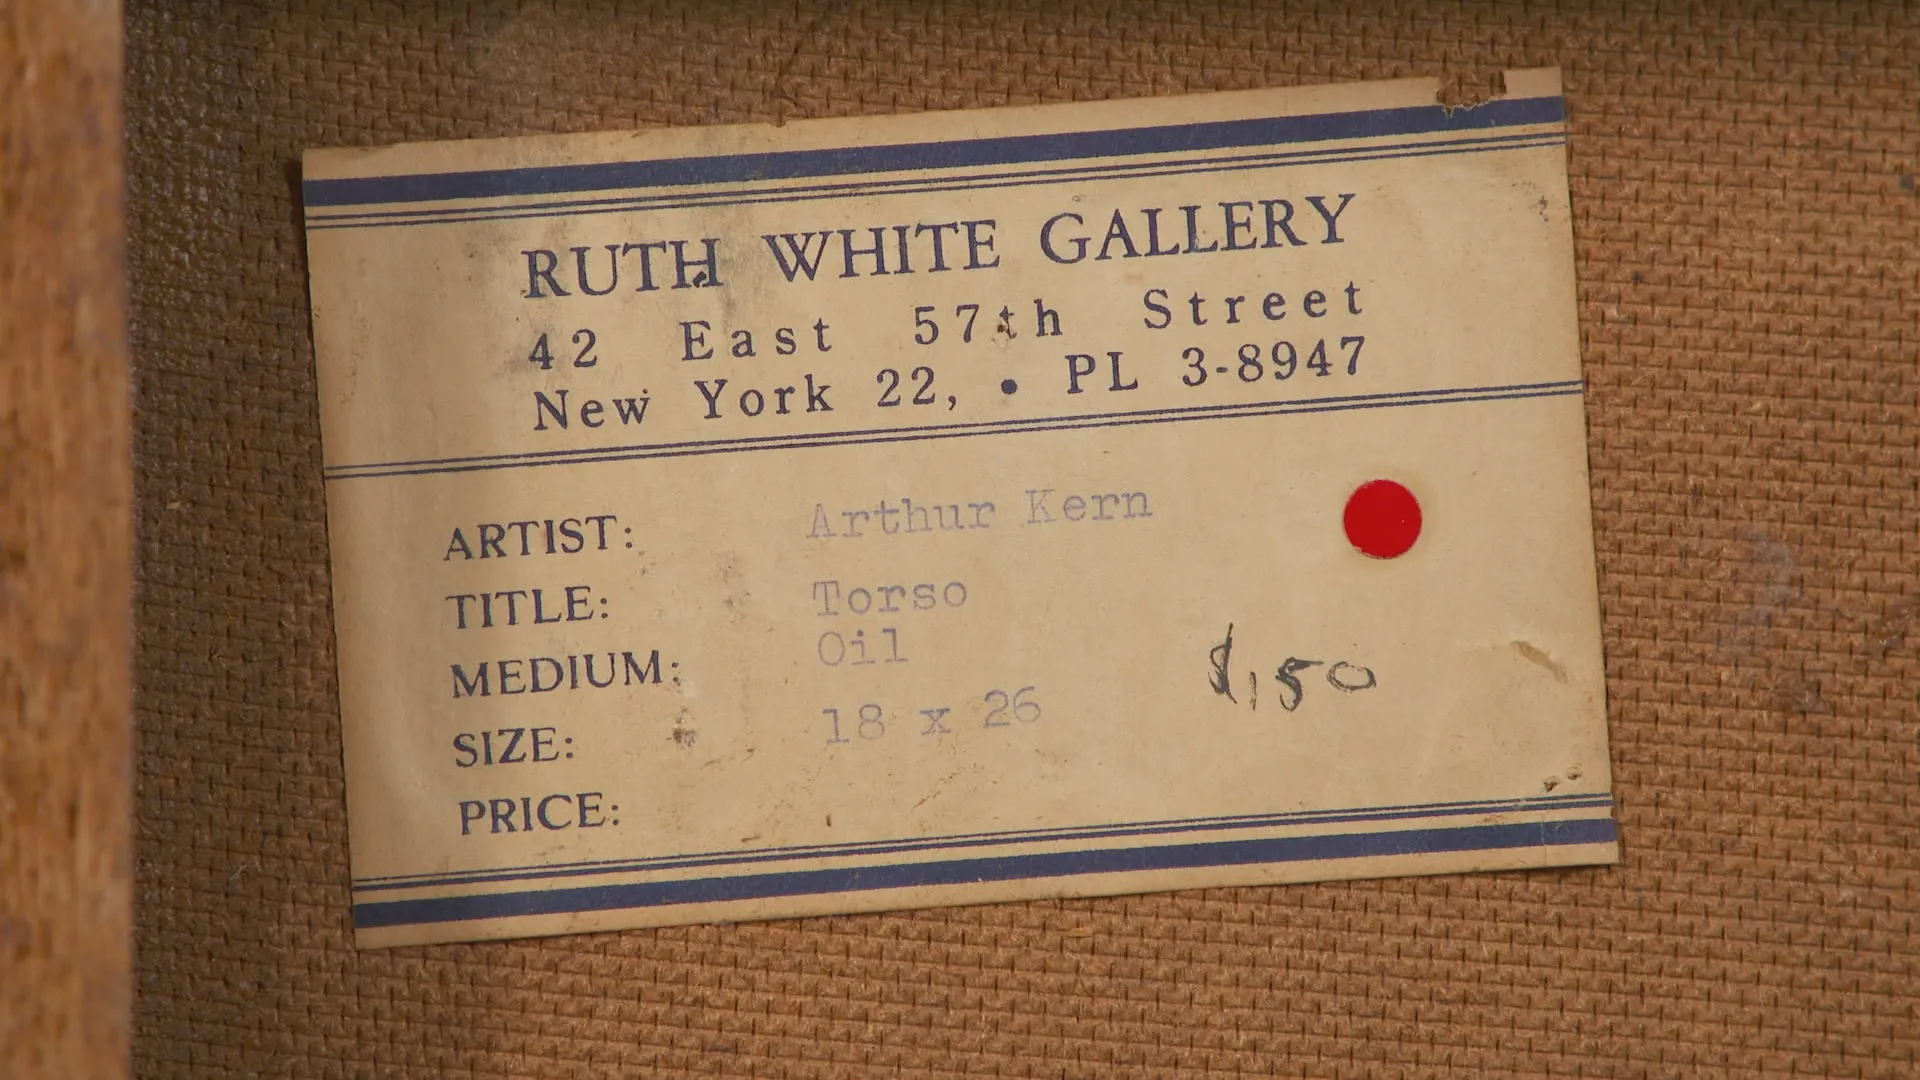 RUTH WHITE GALLERY
42 East 57th Street
New York 22, • PL 3-8947
ARTIST: Arthur Kern
TITLE: Torso
MEDIUM: Oil
SIZE: 18 x 26
$150
PRICE: